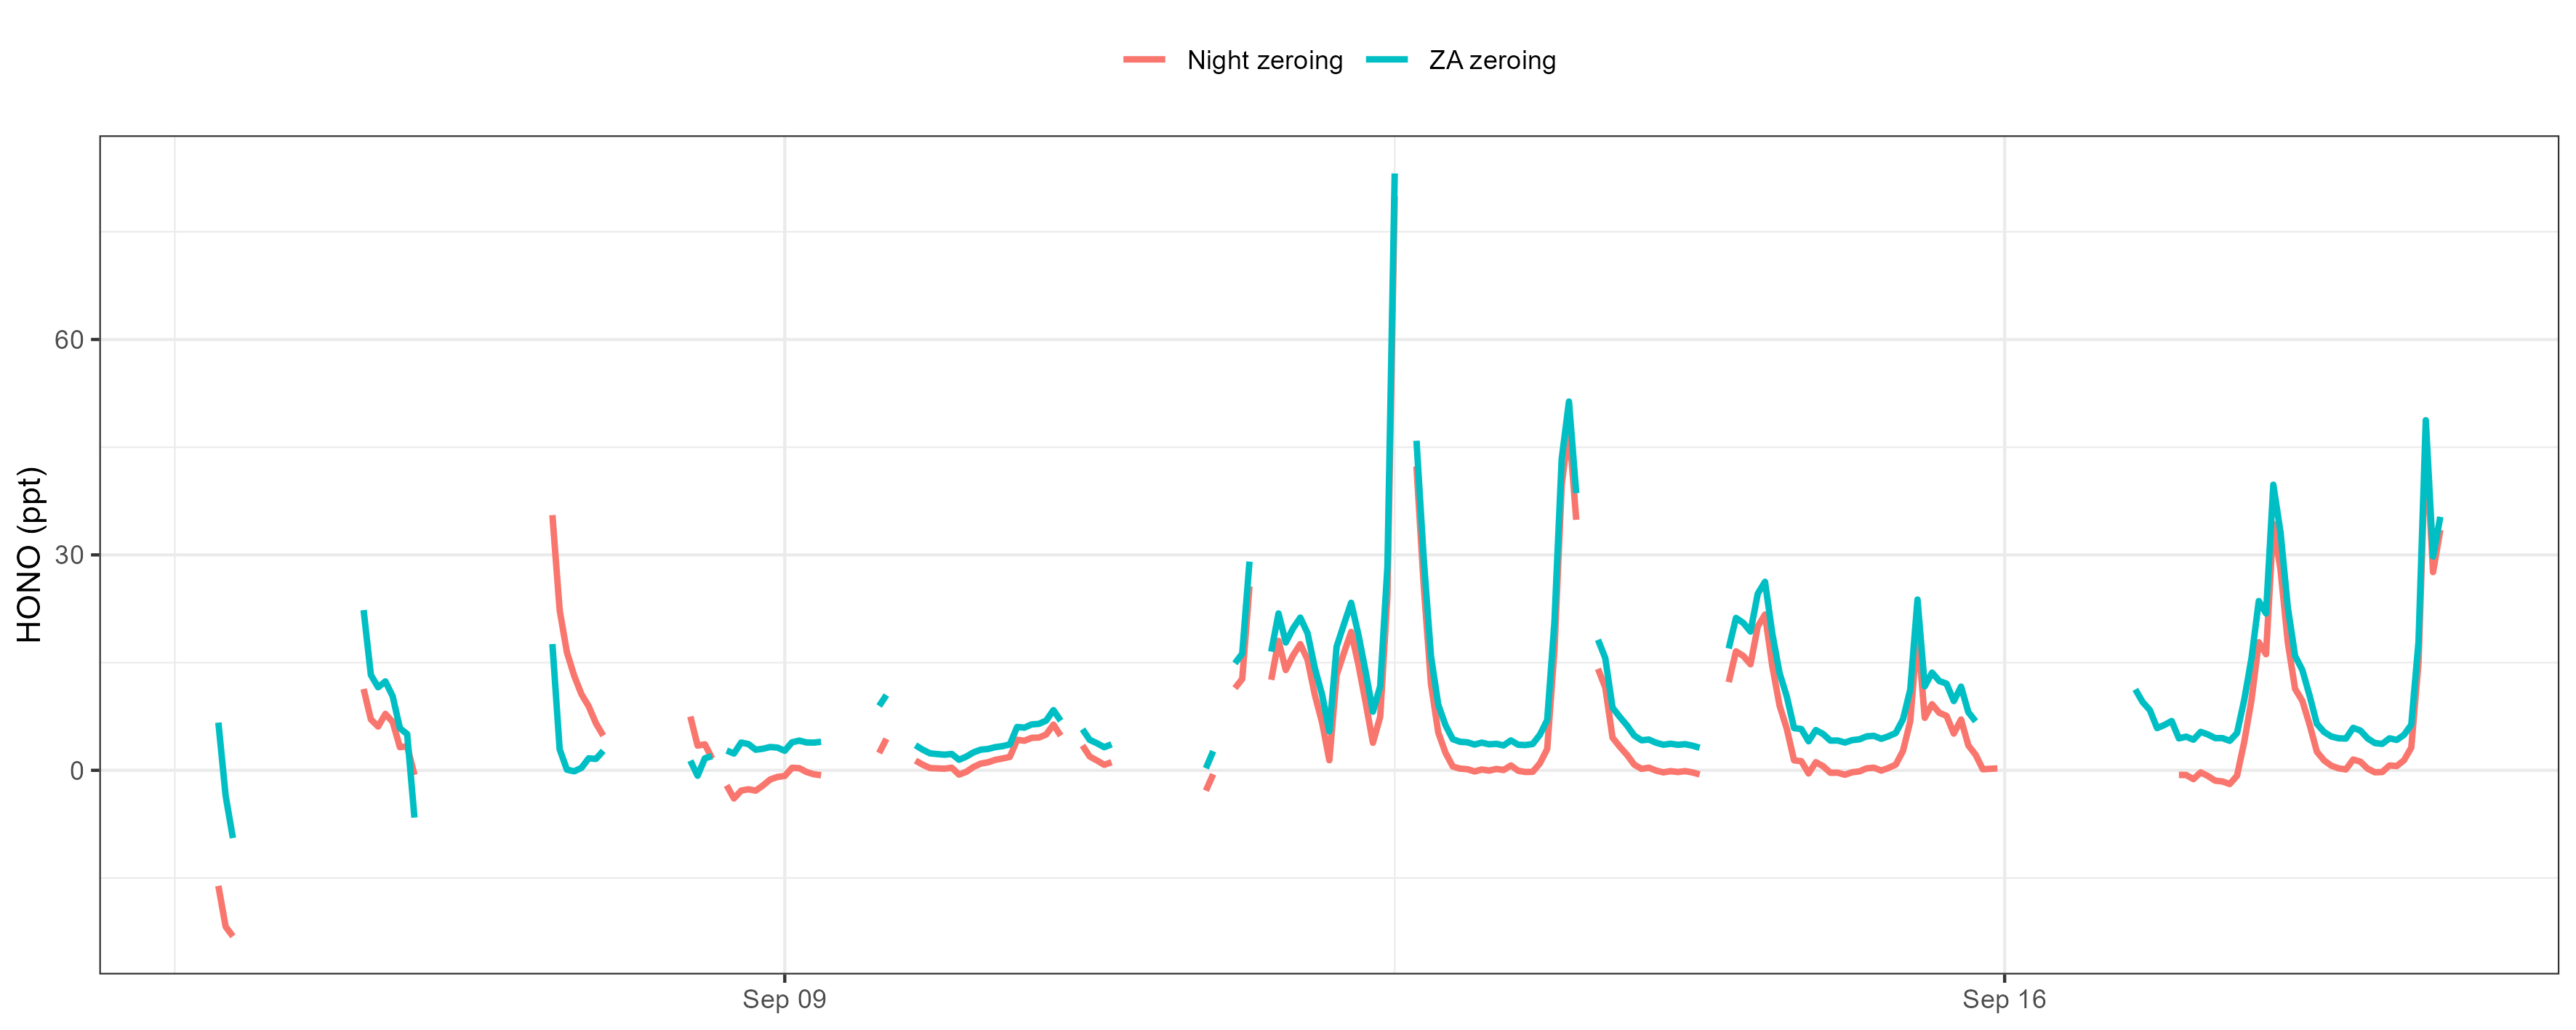 Night zeroing ZA zeroing
HONO (ppt)
60
30
0
Sep 09 Sep 16